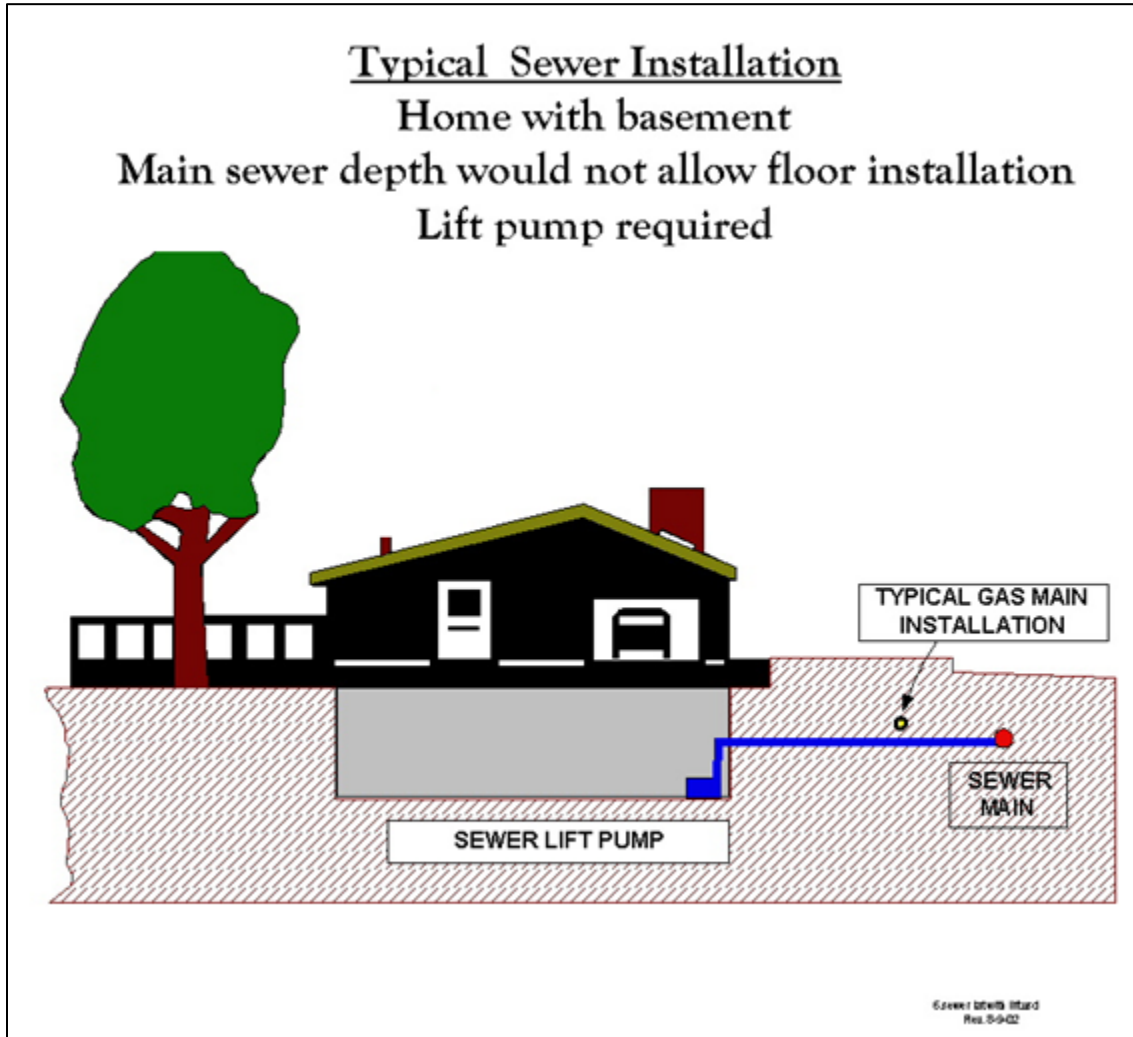 Typical Sewer Installation
Home with basement
Main sewer depth would not allow floor installation
Lift pump required
TYPICAL GAS MAIN
INSTALLATION
SEWER
MAIN
SEWER LIFT PUMP